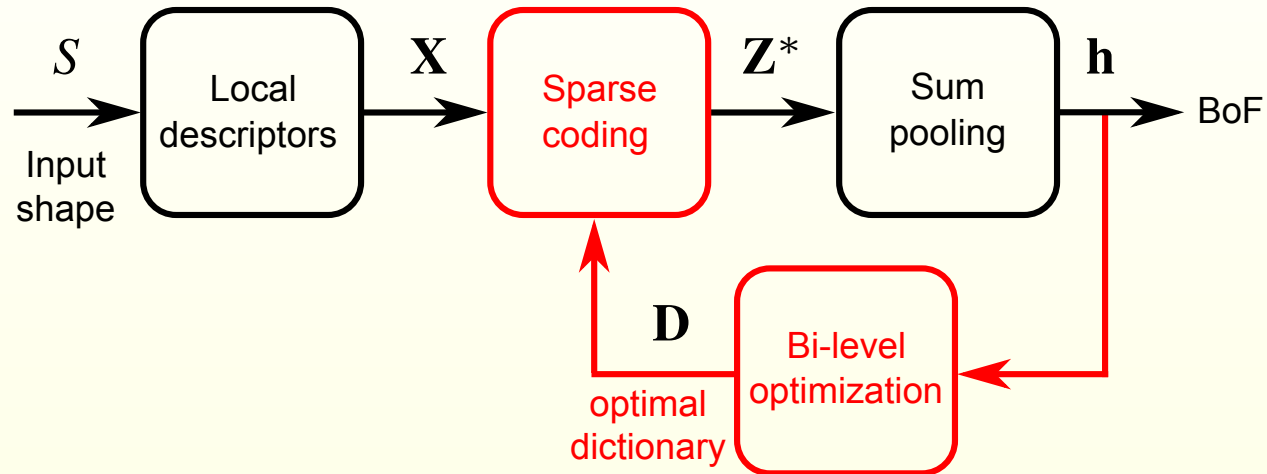 S
Input
shape
Local
descriptors
X
Sparse
coding
Z*
Sum
pooling
h
BoF
D
optimal
dictionary
Bi-level
optimization